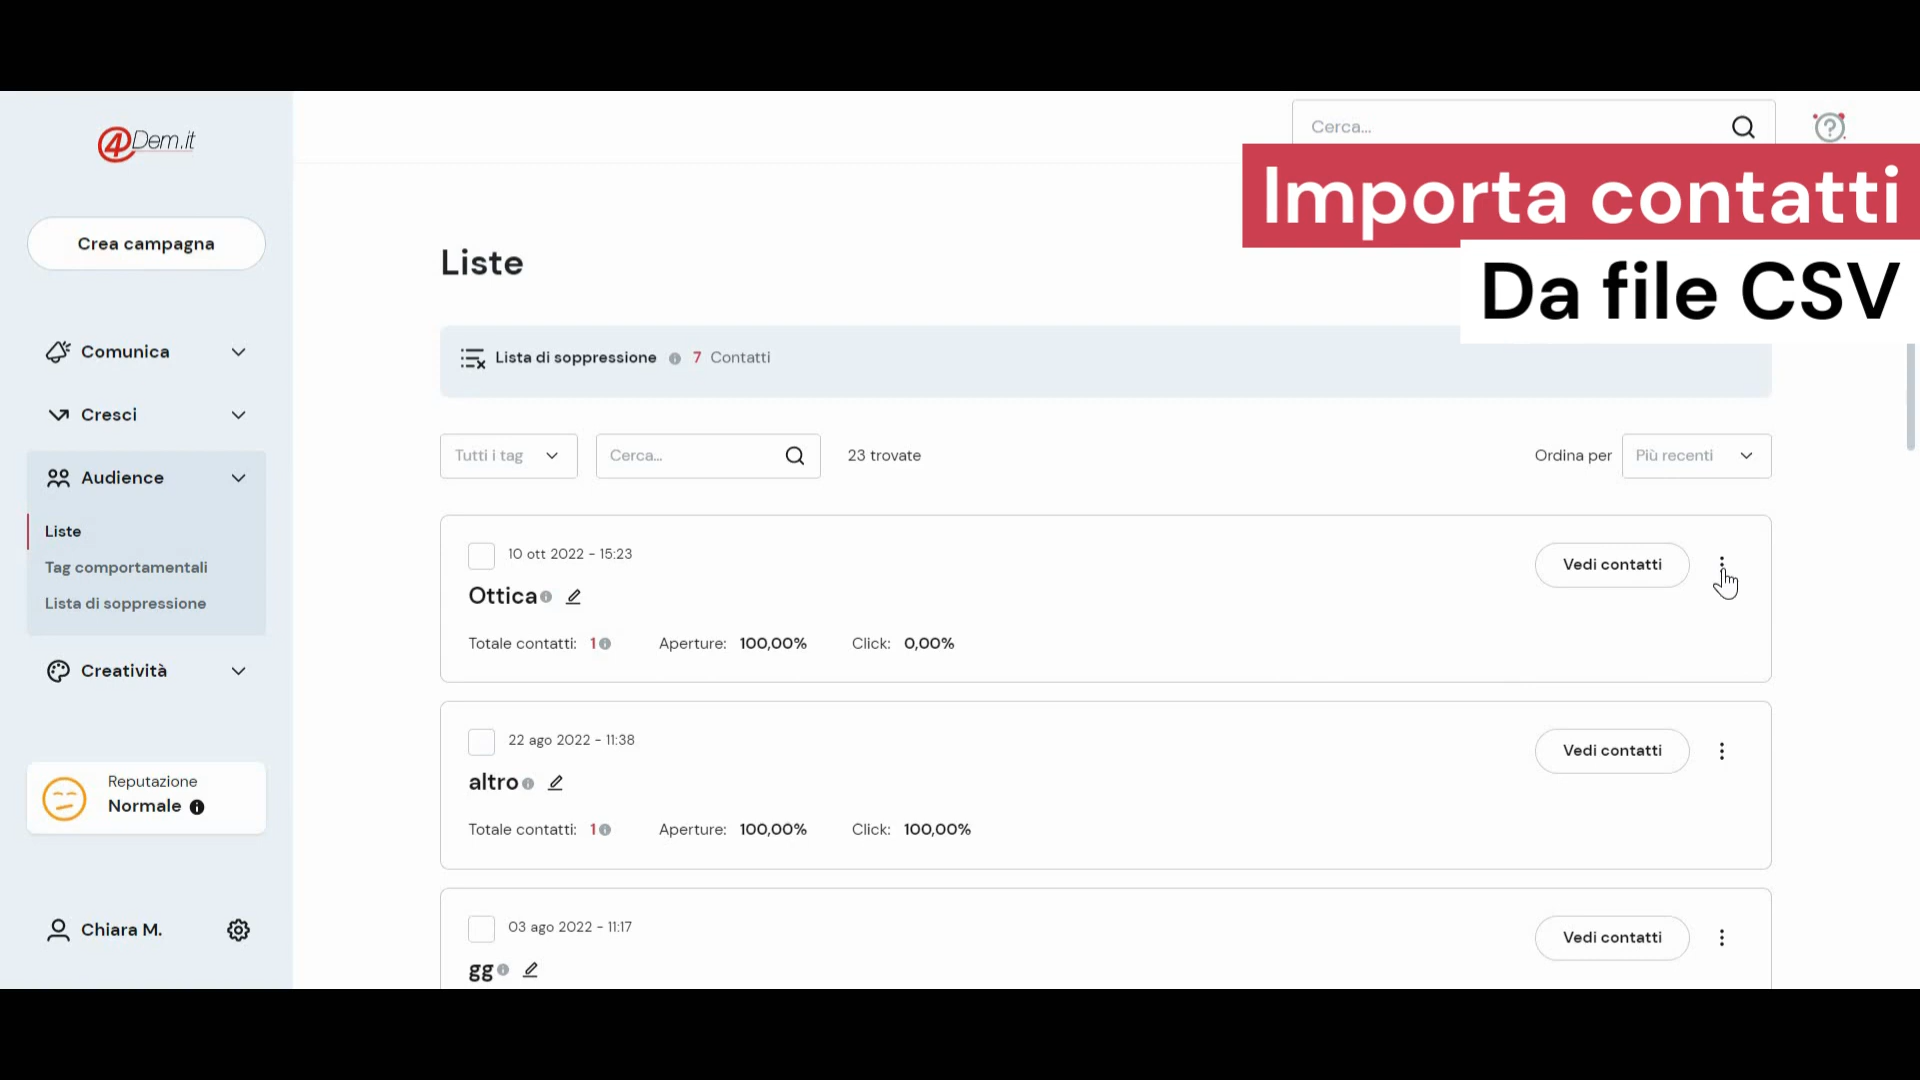 4Dem.it
Cerca...
Importa contatti
Da file CSV
Crea campagna
Liste
Comunica
Lista di soppressione 7 Contatti
Cresci
Tutti i tag
Cerca...
23 trovate
Ordina per
Più recenti
Audience
Liste
Tag comportamentali
Lista di soppressione
Creatività
Reputazione
Normale
Chiara M.
10 ott 2022 - 15:23
Vedi contatti
Ottica
Totale contatti: 1 Aperture: 100,00% Click: 0,00%
22 ago 2022 - 11:38
Vedi contatti
altro
Totale contatti: 1 Aperture: 100,00% Click: 100,00%
03 ago 2022 - 11:17
Vedi contatti
gg